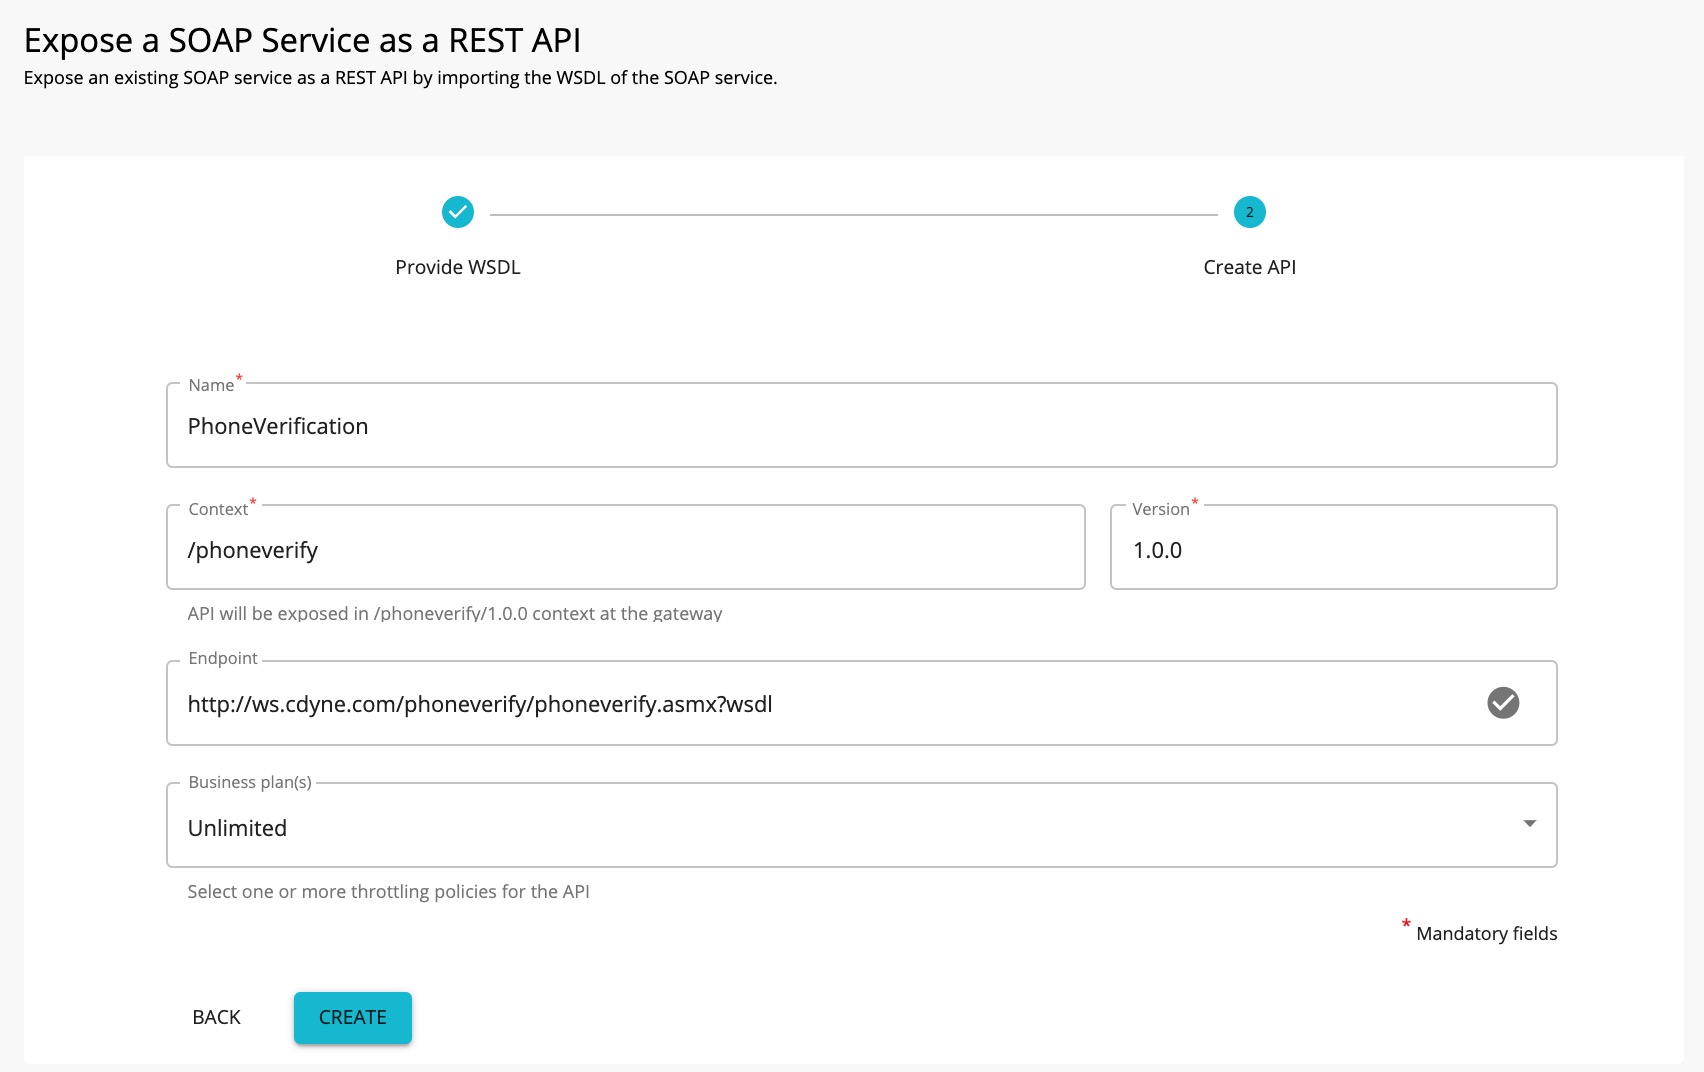 Expose a SOAP Service as a REST API
Expose an existing SOAP service as a REST API by importing the WSDL of the SOAP service.
2
Provide WSDL
Create API
Name*
PhoneVerification
Context*
/phoneverify
Version*
1.0.0
API will be exposed in /phoneverify/1.0.0 context at the gateway
Endpoint
http://ws.cdyne.com/phoneverify/phoneverify.asmx?wsdl
Business plan(s)
Unlimited
Select one or more throttling policies for the API
* Mandatory fields
BACK
CREATE